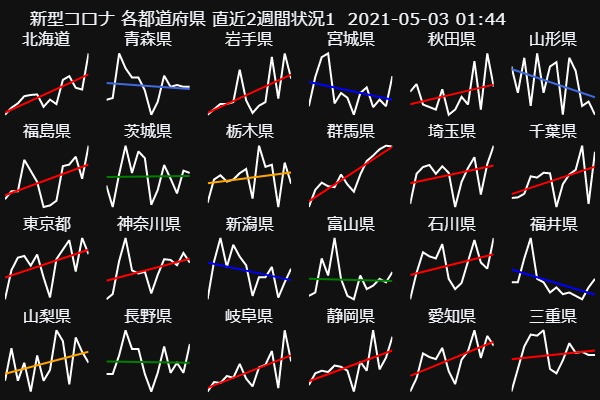 新型コロナ 各都道府県 直近2週間状況1 2021-05-03 01:44
北海道 青森県 岩手県 宮城県 秋田県 山形県
福島県 茨城県 栃木県 群馬県 埼玉県 千葉県
東京都 神奈川県 新潟県 富山県 石川県 福井県
山梨県 長野県 岐阜県 静岡県 愛知県 三重県